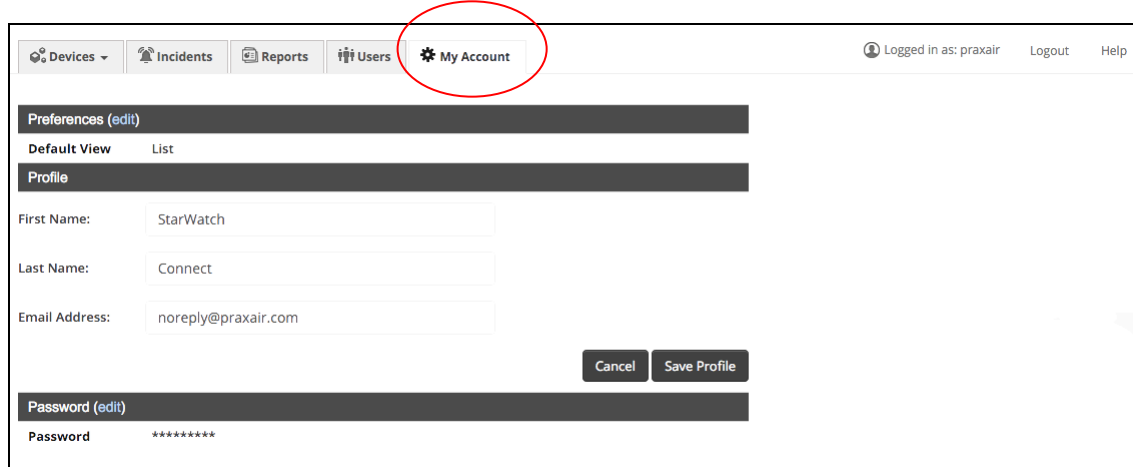 Devices Incidents Reports Users My Account Logged in as: praxair Logout Help
Preferences (edit)
Default View List
Profile
First Name: StarWatch
Last Name: Connect
Email Address: noreply@praxair.com
Cancel Save Profile
Password (edit)
Password *********